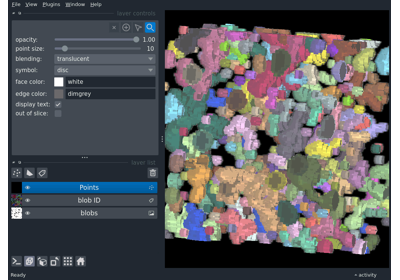 File View Plugins Window Help
layer controls
opacity: 1.00
point size: 10
blending: translucent
symbol: disc
face color: white
edge color: dimgrey
display text:
out of slice:
layer list
Points
blob ID
blobs
Ready
activity